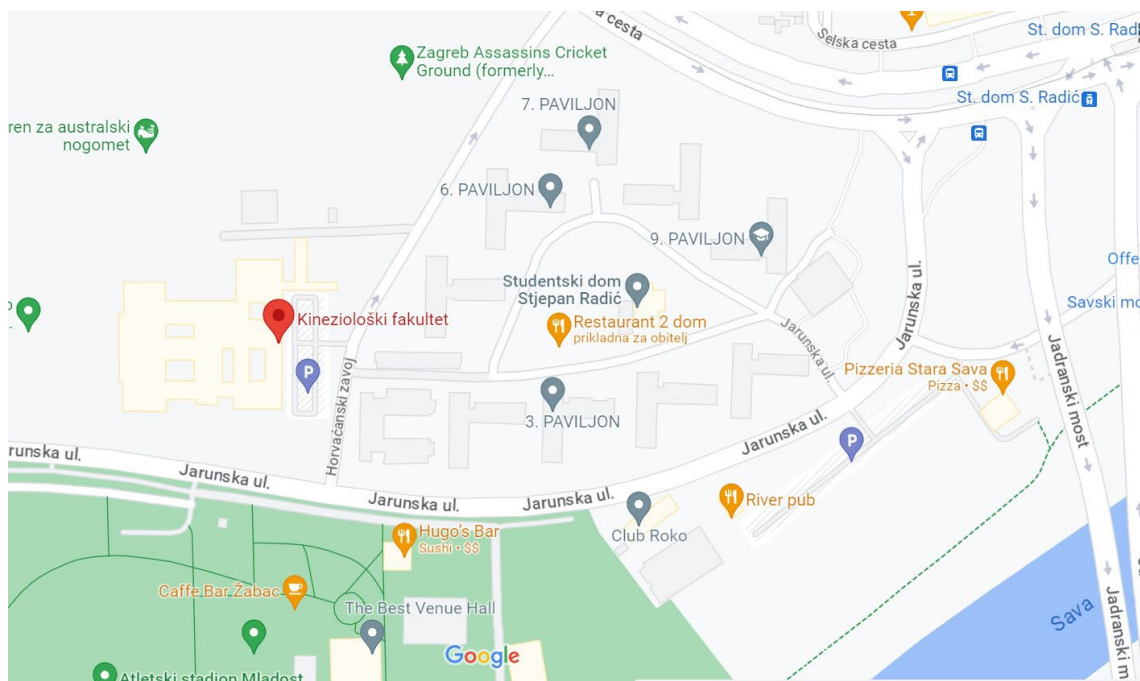 a cesta
Selska cesta
St. dom S. Rad
Zagreb Assassins Cricket
Ground (formerly...
St. dom S. Radić
7. PAVILJON
ren za australski
nogomet
6. PAVILJON
9. PAVILJON
Studentski dom
Stjepan Radić
Offe
Savski mo
Restaurant 2 dom
prikladna za obitelj
Kineziološki fakultet
P
Jarunska ul.
Jarunska ul.
Jadranski most
Pizzeria Stara Sava
Pizza • $$
3. PAVILJON
Horvaćanski zavoj
Jarunska ul.
P
runska ul.
Jarunska ul.
Jarunska ul.
Jarunska ul.
River pub
Club Roko
Hugo's Bar
Sushi • $$
Caffe Bar Žabac
The Best Venue Hall
Sava
Jadranski m
Google
Atletski stadion Mladost